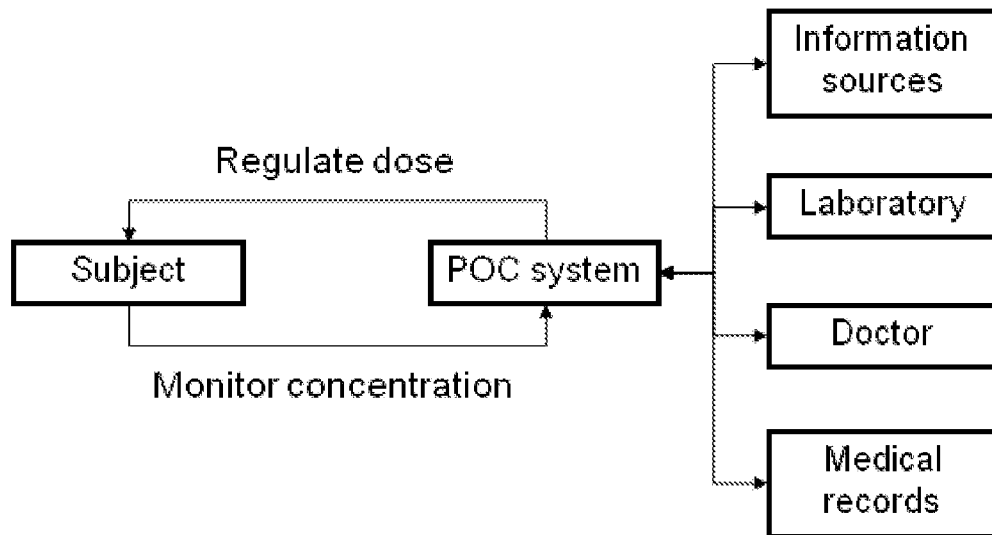 Regulate dose
Subject
POC system
Monitor concentration
Information
sources
Laboratory
Doctor
Medical
records